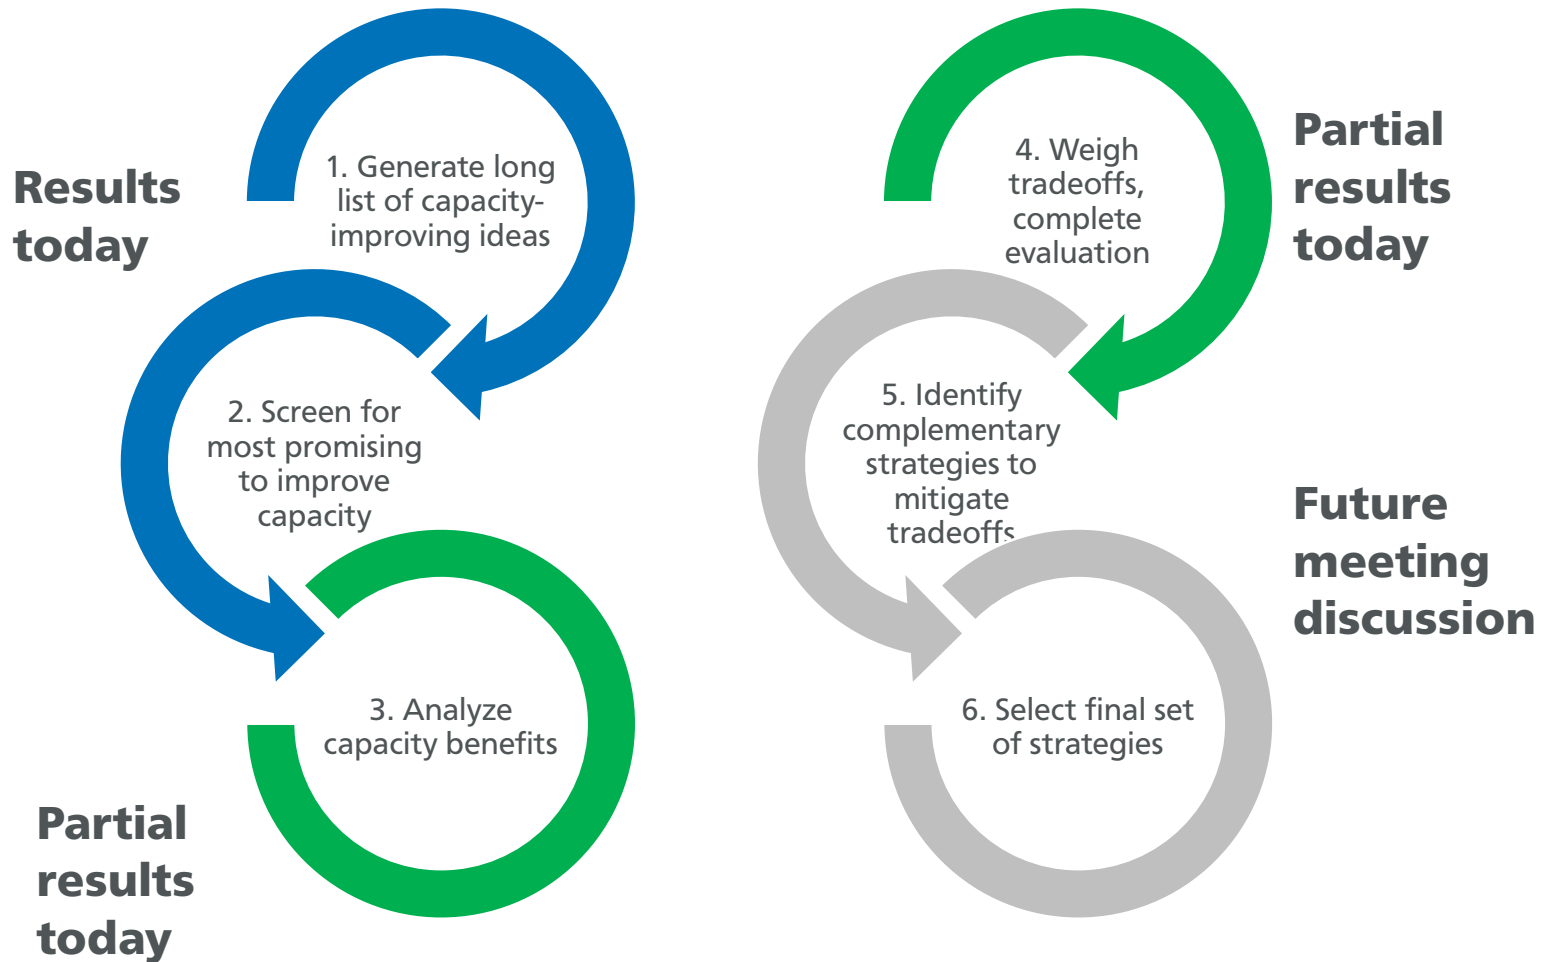 Results
today
1. Generate long
list of capacity-
improving ideas
2. Screen for
most promising
to improve
capacity
3. Analyze
capacity benefits
Partial
results
today
4. Weigh
tradeoffs,
complete
evaluation
Partial
results
today
5. Identify
complementary
strategies to
mitigate
tradeoffs
Future
meeting
discussion
6. Select final set
of strategies